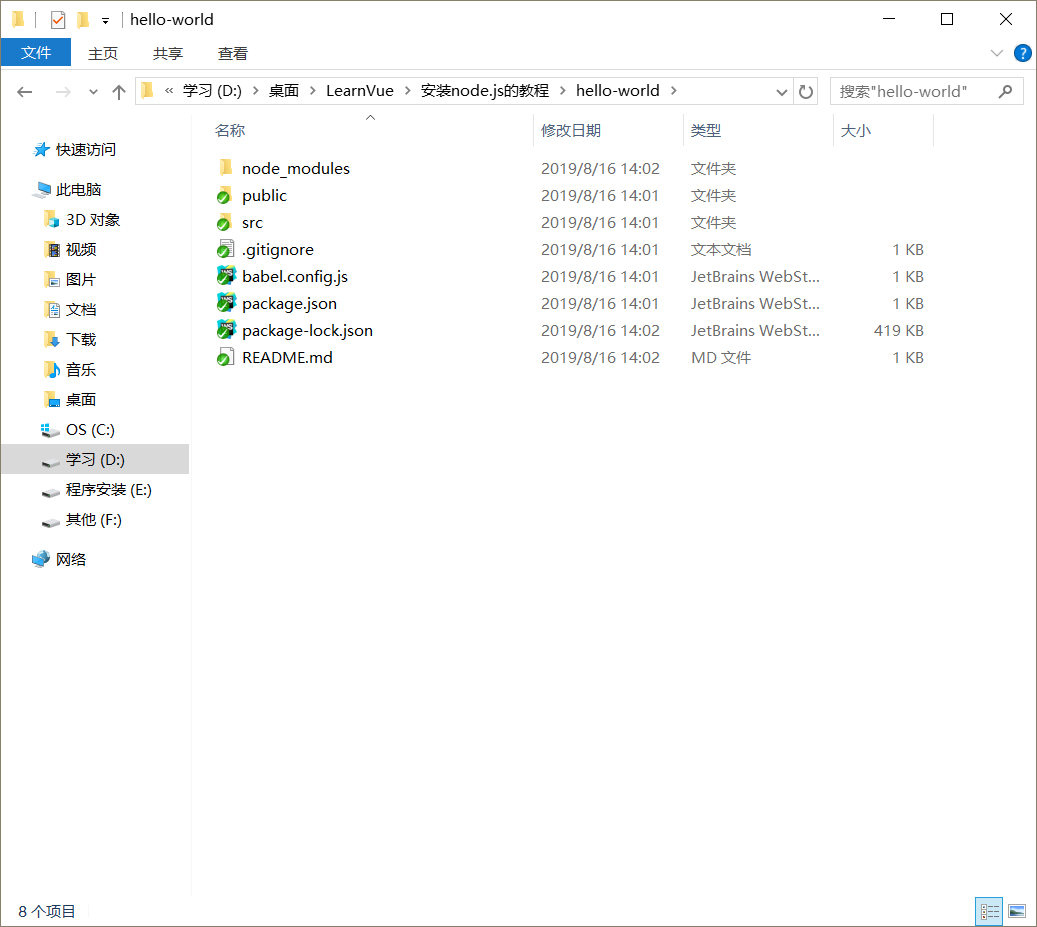 hello-world
文件 主页 共享 查看
« 学习 (D:) > 桌面 > LearnVue > 安装node.js的教程 > hello-world > 搜索"hello-world"
名称 修改日期 类型 大小
快速访问
此电脑
3D 对象
视频
图片
文档
下载
音乐
桌面
OS (C:)
学习 (D:)
程序安装 (E:)
其他 (F:)
网络
node_modules 2019/8/16 14:02 文件夹
public 2019/8/16 14:01 文件夹
src 2019/8/16 14:01 文件夹
.gitignore 2019/8/16 14:01 文本文档 1 KB
babel.config.js 2019/8/16 14:01 JetBrains WebSt... 1 KB
package.json 2019/8/16 14:01 JetBrains WebSt... 1 KB
package-lock.json 2019/8/16 14:02 JetBrains WebSt... 419 KB
README.md 2019/8/16 14:02 MD 文件 1 KB
8 个项目